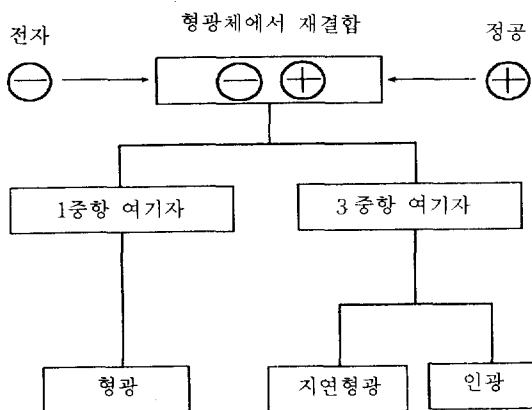 전자
형광체에서 재결합
정공
1중항 여기자
3중항 여기자
형광
지연형광
인광